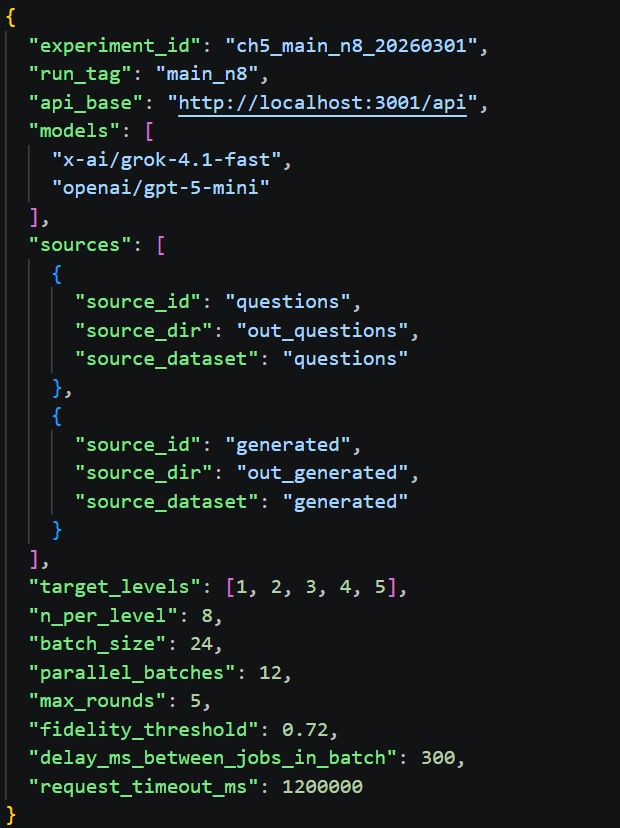 {
"experiment_id": "ch5_main_n8_20260301",
"run_tag": "main_n8",
"api_base": "http://localhost:3001/api",
"models": [
"x-ai/grok-4.1-fast",
"openai/gpt-5-mini"
],
"sources": [
{
"source_id": "questions",
"source_dir": "out_questions",
"source_dataset": "questions"
},
{
"source_id": "generated",
"source_dir": "out_generated",
"source_dataset": "generated"
}
],
"target_levels": [1, 2, 3, 4, 5],
"n_per_level": 8,
"batch_size": 24,
"parallel_batches": 12,
"max_rounds": 5,
"fidelity_threshold": 0.72,
"delay_ms_between_jobs_in_batch": 300,
"request_timeout_ms": 1200000
}